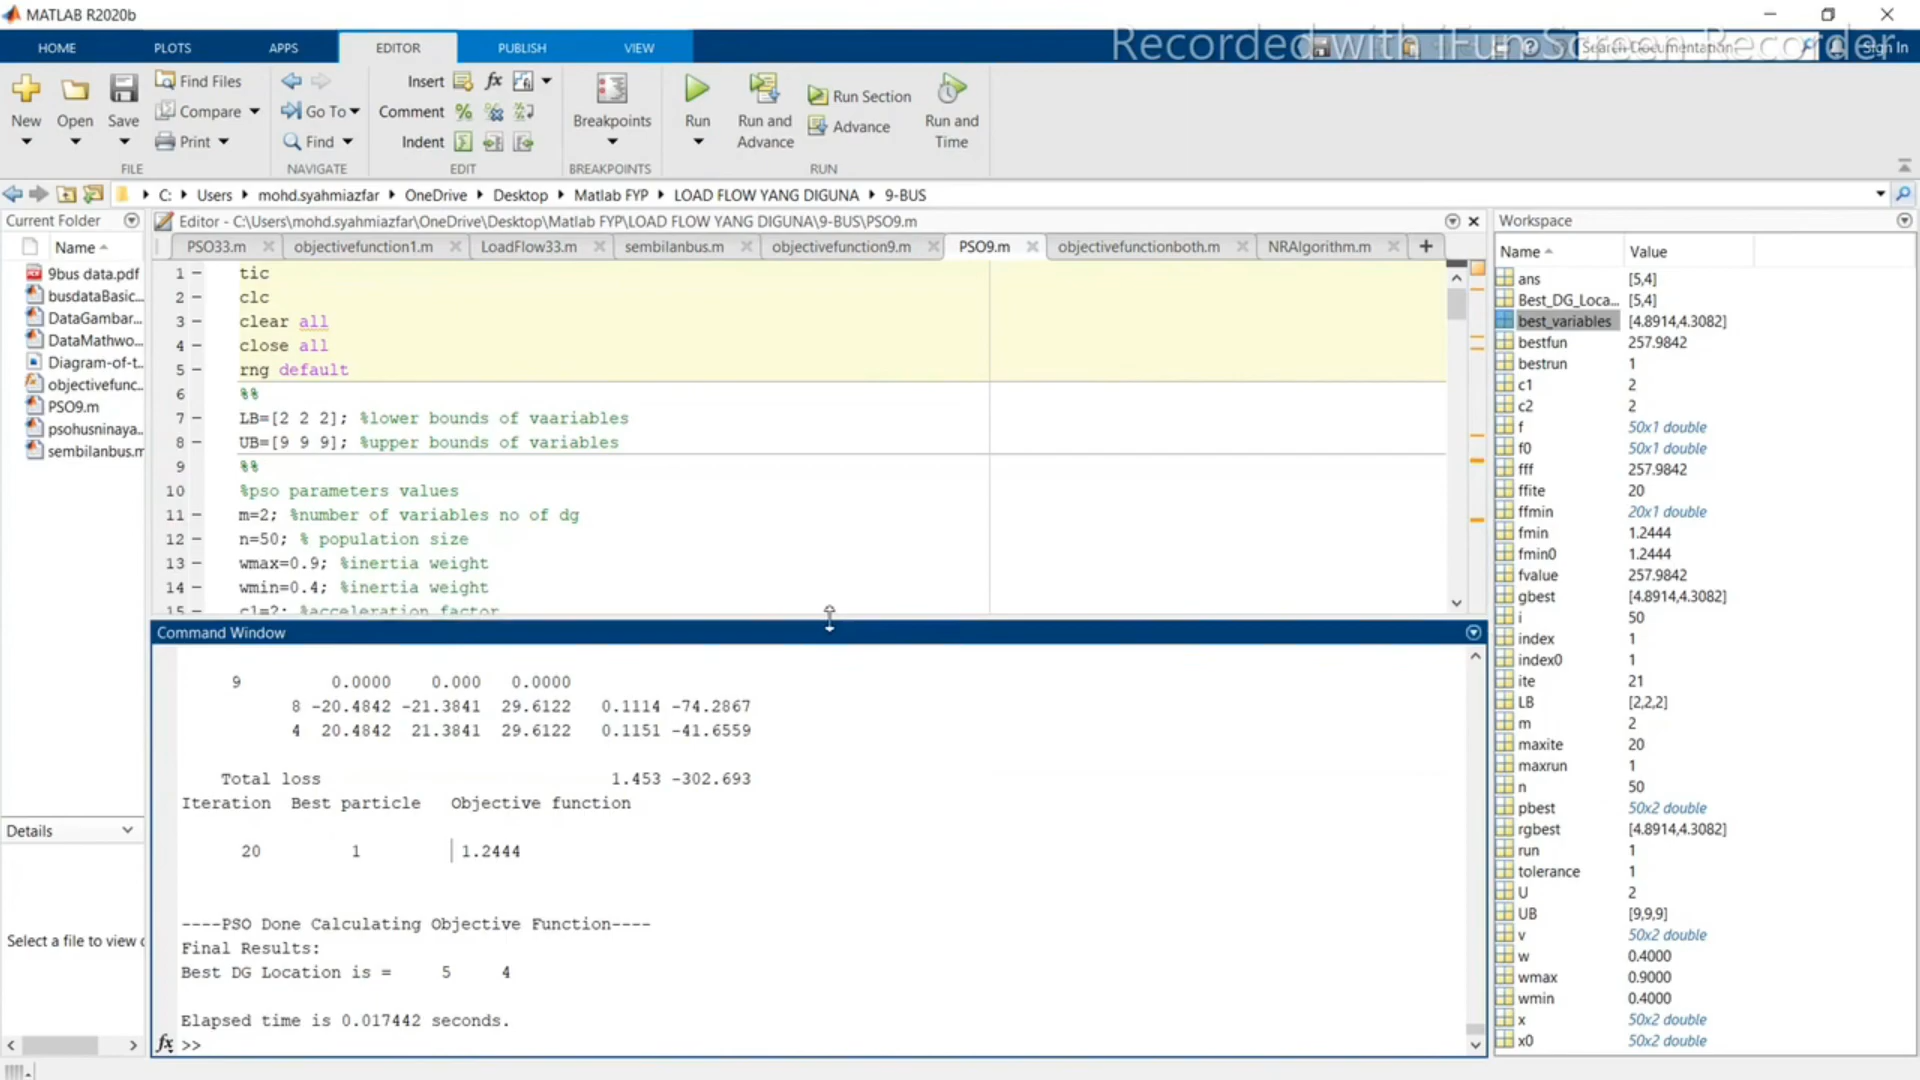 MATLAB R2020b
HOME PLOTS APPS EDITOR PUBLISH VIEW
Recorded with iFun Screen Recorder
Search Documentation Sign In
New Open Save
Find Files
Compare
Print
FILE
Go To
Find
NAVIGATE
Insert
Comment
Indent
EDIT
Breakpoints
BREAKPOINTS
Run
Run and Advance
Run Section
Advance
Run and Time
RUN
C: Users mohd.syahmiazfar OneDrive Desktop Matlab FYP LOAD FLOW YANG DIGUNA 9-BUS
Current Folder
Name
9bus data.pdf
busdataBasic...
DataGambar...
DataMathwo...
Diagram-of-t...
objectivefunc...
PSO9.m
psohusninaya...
sembilanbus.m
Details
Select a file to view
Editor - C:\Users\mohd.syahmiazfar\OneDrive\Desktop\Matlab FYP\LOAD FLOW YANG DIGUNA\9-BUS\PSO9.m
PSO33.m objectivefunction1.m LoadFlow33.m sembilanbus.m objectivefunction9.m PSO9.m objectivefunctionboth.m NRAlgorithm.m
1 tic
2 clc
3 clear all
4 close all
5 rng default
6 %%
7 LB=[2 2 2]; %lower bounds of vaariables
8 UB=[9 9 9]; %upper bounds of variables
9 %%
10 %pso parameters values
11 m=2; %number of variables no of dg
12 n=50; % population size
13 wmax=0.9; %inertia weight
14 wmin=0.4; %inertia weight
15 c1=2; %acceleration factor
Command Window
9 0.0000 0.000 0.0000
8 -20.4842 -21.3841 29.6122 0.1114 -74.2867
4 20.4842 21.3841 29.6122 0.1151 -41.6559
Total loss 1.453 -302.693
Iteration Best particle Objective function
20 1 1.2444
----PSO Done Calculating Objective Function----
Final Results:
Best DG Location is = 5 4
Elapsed time is 0.017442 seconds.
fx >>
Workspace
Name Value
ans [5,4]
Best_DG_Loca... [5,4]
best_variables [4.8914,4.3082]
bestfun 257.9842
bestrun 1
c1 2
c2 2
f 50x1 double
f0 50x1 double
fff 257.9842
ffite 20
ffmin 20x1 double
fmin 1.2444
fmin0 1.2444
fvalue 257.9842
gbest [4.8914,4.3082]
i 50
index 1
index0 1
ite 21
LB [2,2,2]
m 2
maxite 20
maxrun 1
n 50
pbest 50x2 double
rgbest [4.8914,4.3082]
run 1
tolerance 1
U 2
UB [9,9,9]
v 50x2 double
w 0.4000
wmax 0.9000
wmin 0.4000
x 50x2 double
x0 50x2 double